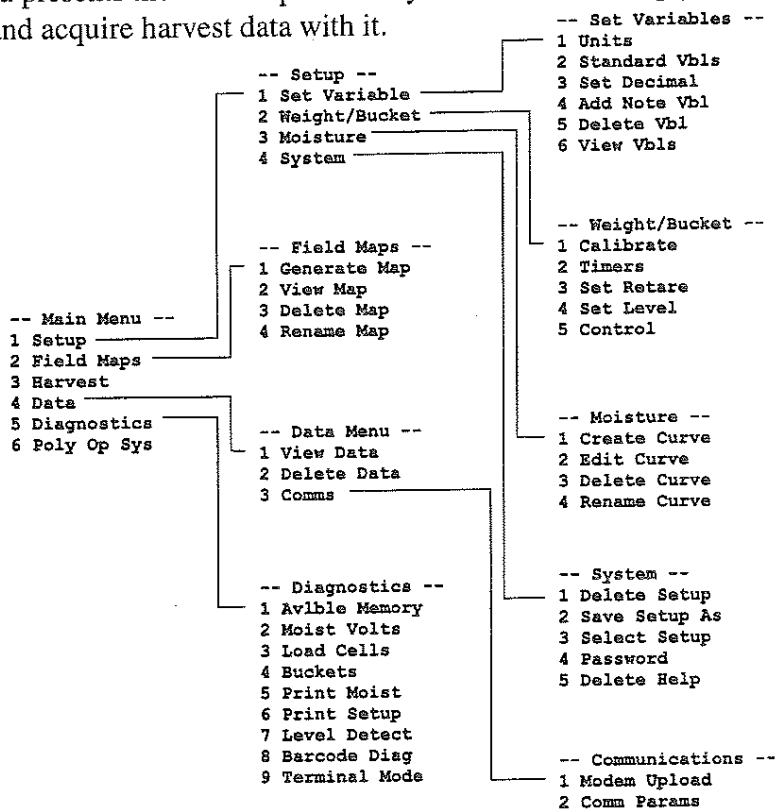 and acquire harvest data with it.
-- Main Menu --
1 Setup
2 Field Maps
3 Harvest
4 Data
5 Diagnostics
6 Poly Op Sys
-- Setup --
1 Set Variable
2 Weight/Bucket
3 Moisture
4 System
-- Field Maps --
1 Generate Map
2 View Map
3 Delete Map
4 Rename Map
-- Data Menu --
1 View Data
2 Delete Data
3 Comms
-- Diagnostics --
1 Avlble Memory
2 Moist Volts
3 Load Cells
4 Buckets
5 Print Moist
6 Print Setup
7 Level Detect
8 Barcode Diag
9 Terminal Mode
-- Set Variables --
1 Units
2 Standard Vbls
3 Set Decimal
4 Add Note Vbl
5 Delete Vbl
6 View Vbls
-- Weight/Bucket --
1 Calibrate
2 Timers
3 Set Retare
4 Set Level
5 Control
-- Moisture --
1 Create Curve
2 Edit Curve
3 Delete Curve
4 Rename Curve
-- System --
1 Delete Setup
2 Save Setup As
3 Select Setup
4 Password
5 Delete Help
-- Communications --
1 Modem Upload
2 Comm Params